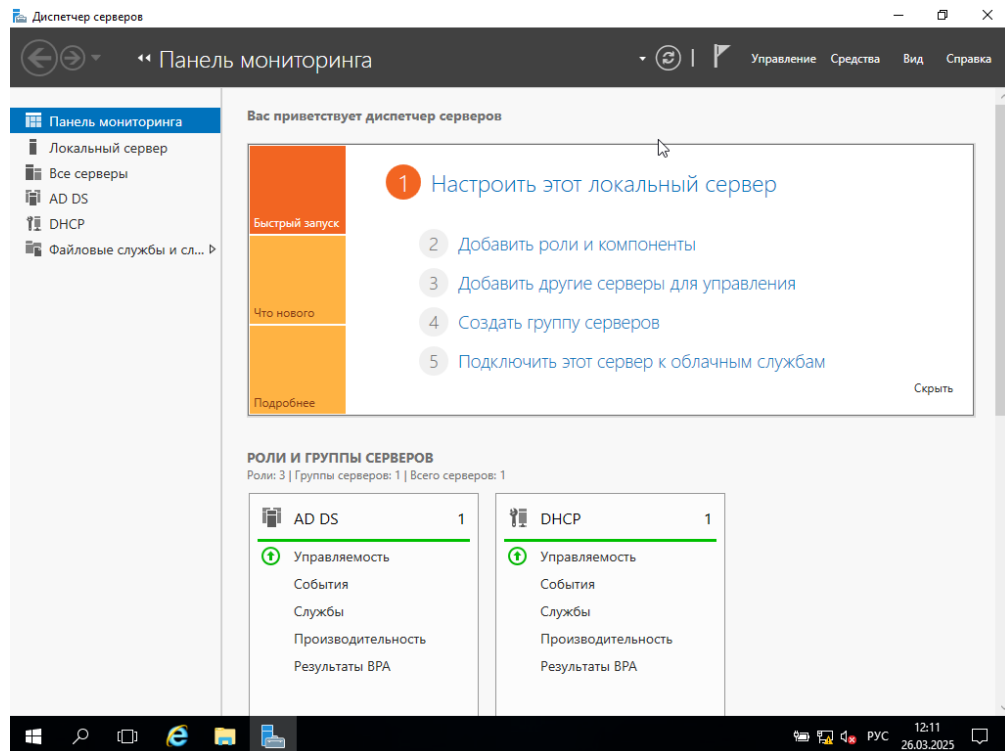 Диспетчер серверов
Панель мониторинга
Управление Средства Вид Справка
Панель мониторинга
Локальный сервер
Все серверы
AD DS
DHCP
Файловые службы и сл...
Вас приветствует диспетчер серверов
Быстрый запуск
Что нового
Подробнее
1 Настроить этот локальный сервер
2 Добавить роли и компоненты
3 Добавить другие серверы для управления
4 Создать группу серверов
5 Подключить этот сервер к облачным службам
Скрыть
РОЛИ И ГРУППЫ СЕРВЕРОВ
Роли: 3 | Группы серверов: 1 | Всего серверов: 1
AD DS 1
Управляемость
События
Службы
Производительность
Результаты BPA
DHCP 1
Управляемость
События
Службы
Производительность
Результаты BPA
РУС
12:11
26.03.2025